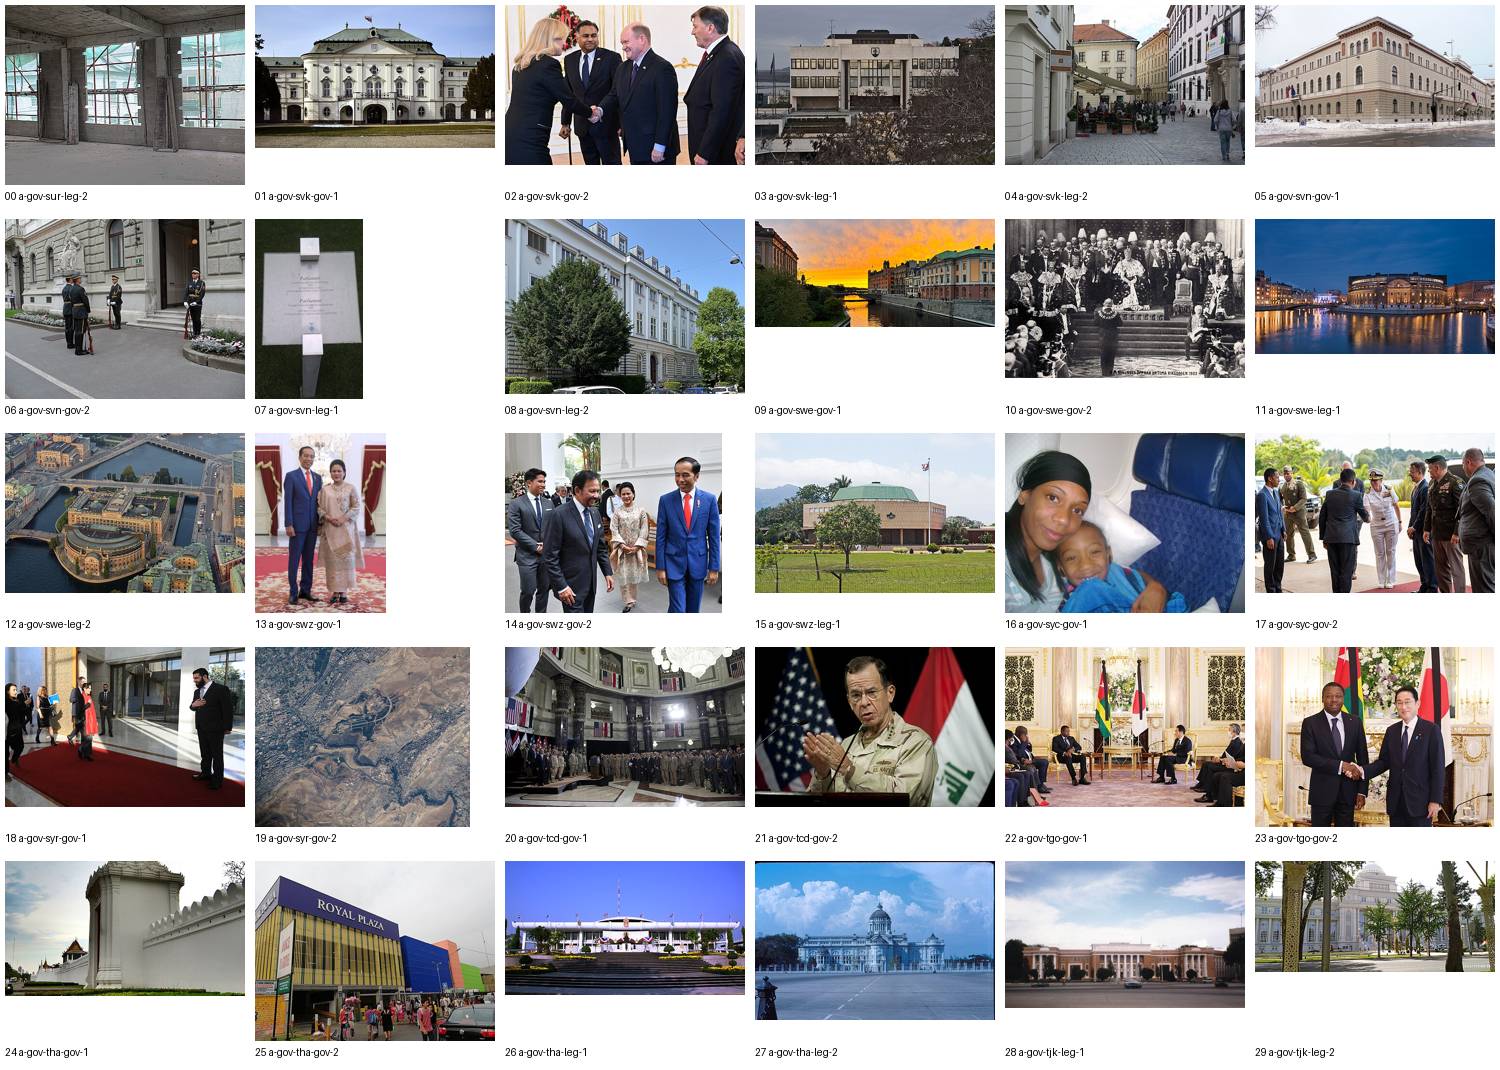 00 a-gov-sur-leg-2
01 a-gov-svk-gov-1
02 a-gov-svk-gov-2
03 a-gov-svk-leg-1
04 a-gov-svk-leg-2
05 a-gov-svn-gov-1
06 a-gov-svn-gov-2
07 a-gov-svn-leg-1
08 a-gov-svn-leg-2
09 a-gov-swe-gov-1
10 a-gov-swe-gov-2
11 a-gov-swe-leg-1
12 a-gov-swe-leg-2
13 a-gov-swz-gov-1
14 a-gov-swz-gov-2
15 a-gov-swz-leg-1
16 a-gov-syc-gov-1
17 a-gov-syc-gov-2
18 a-gov-syr-gov-1
19 a-gov-syr-gov-2
20 a-gov-tcd-gov-1
21 a-gov-tcd-gov-2
22 a-gov-tgo-gov-1
23 a-gov-tgo-gov-2
ROYAL PLAZA
24 a-gov-tha-gov-1
25 a-gov-tha-gov-2
26 a-gov-tha-leg-1
27 a-gov-tha-leg-2
28 a-gov-tjk-leg-1
29 a-gov-tjk-leg-2